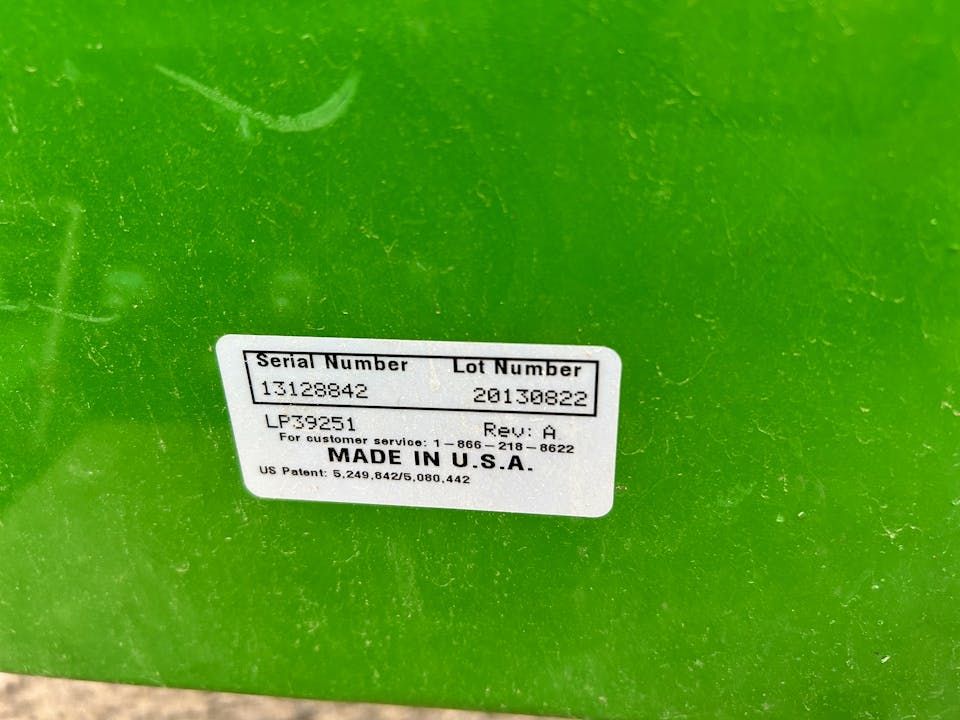 Serial Number Lot Number
13128842 20130822
LP39251 Rev: A
For customer service: 1-866-218-8622
MADE IN U.S.A.
US Patent: 5,249,842/5,080,442